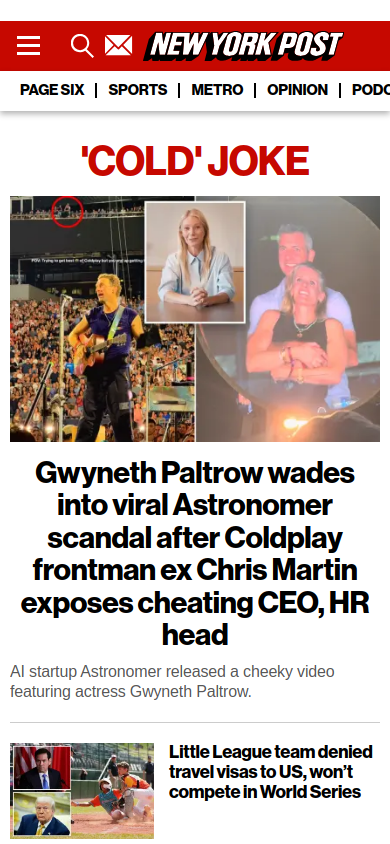 NEW YORK POST
PAGE SIX | SPORTS | METRO | OPINION | PODC
'COLD' JOKE
Gwyneth Paltrow wades
into viral Astronomer
scandal after Coldplay
frontman ex Chris Martin
exposes cheating CEO, HR
head
AI startup Astronomer released a cheeky video
featuring actress Gwyneth Paltrow.
Little League team denied
travel visas to US, won't
compete in World Series